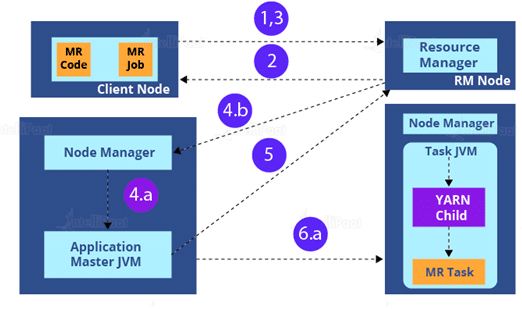 MR
Code
MR
Job
Client Node
1,3
2
Resource
Manager
RM Node
4.b
5
Node Manager
4.a
Application
Master JVM
6.a
Node Manager
Task JVM
YARN
Child
MR Task